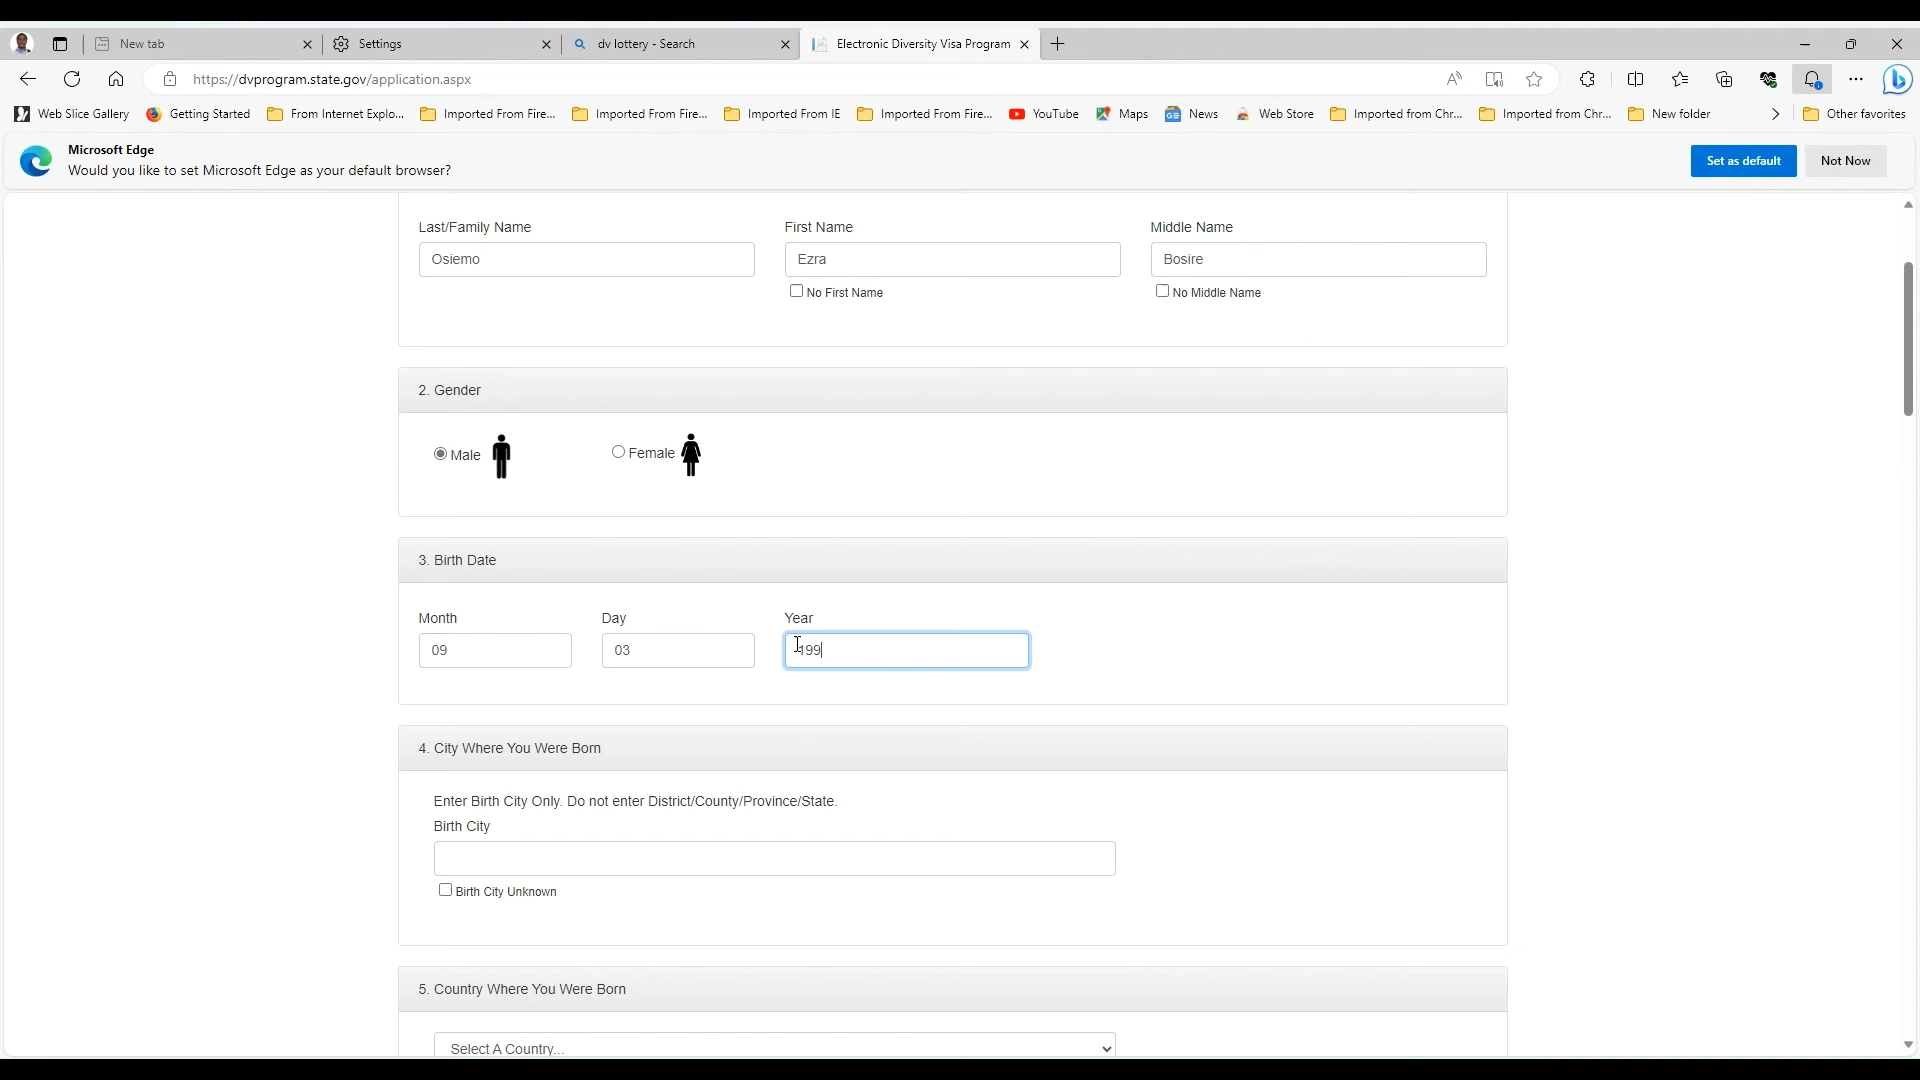 New tab
Settings
dv lottery - Search
Electronic Diversity Visa Program
https://dvprogram.state.gov/application.aspx
Web Slice Gallery
Getting Started
From Internet Explo...
Imported From Fire...
Imported From Fire...
Imported From IE
Imported From Fire...
YouTube
Maps
News
Web Store
Imported from Chr...
Imported from Chr...
New folder
Other favorites
Microsoft Edge
Would you like to set Microsoft Edge as your default browser?
Set as default
Not Now
Last/Family Name
First Name
Middle Name
Osiemo
Ezra
Bosire
No First Name
No Middle Name
2. Gender
Male
Female
3. Birth Date
Month
Day
Year
09
03
199
4. City Where You Were Born
Enter Birth City Only. Do not enter District/County/Province/State.
Birth City
Birth City Unknown
5. Country Where You Were Born
Select A Country...